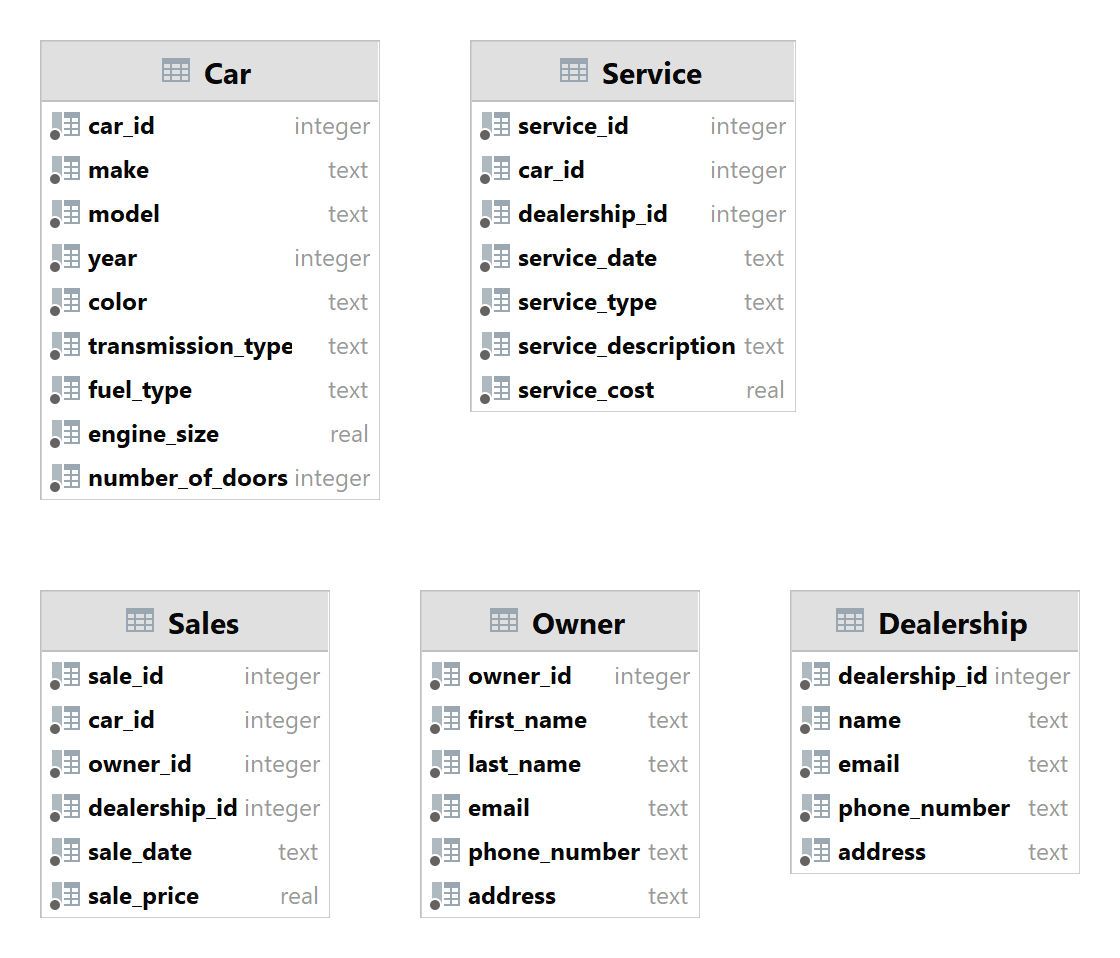 Car
car_id integer
make text
model text
year integer
color text
transmission_type text
fuel_type text
engine_size real
number_of_doors integer
Service
service_id integer
car_id integer
dealership_id integer
service_date text
service_type text
service_description text
service_cost real
Sales
sale_id integer
car_id integer
owner_id integer
dealership_id integer
sale_date text
sale_price real
Owner
owner_id integer
first_name text
last_name text
email text
phone_number text
address text
Dealership
dealership_id integer
name text
email text
phone_number text
address text